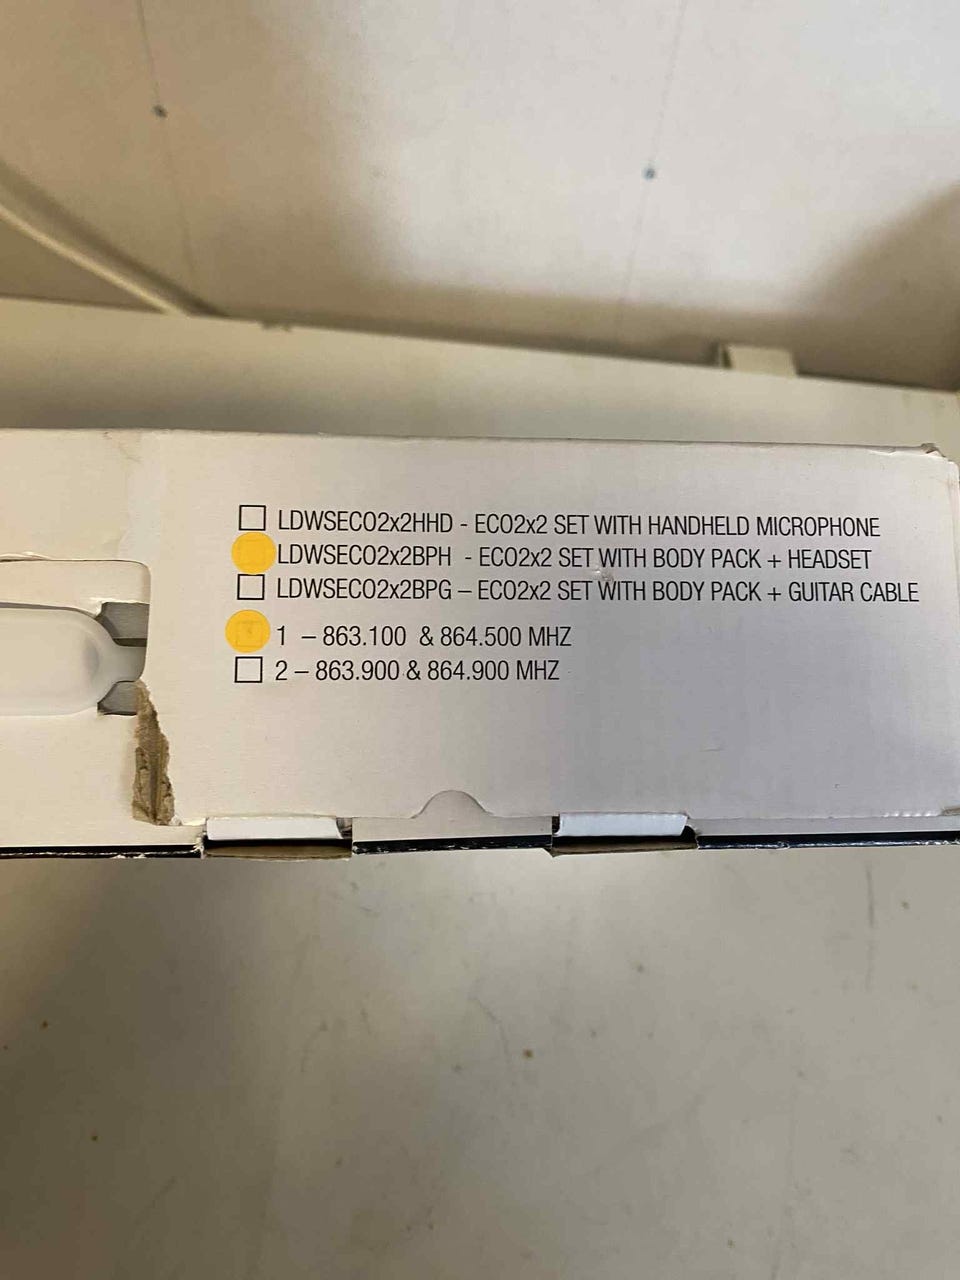 LDWSECO2x2HHD - ECO2x2 SET WITH HANDHELD MICROPHONE
LDWSECO2x2BPH - ECO2x2 SET WITH BODY PACK + HEADSET
LDWSECO2x2BPG – ECO2x2 SET WITH BODY PACK + GUITAR CABLE
1 – 863.100 & 864.500 MHZ
2 – 863.900 & 864.900 MHZ